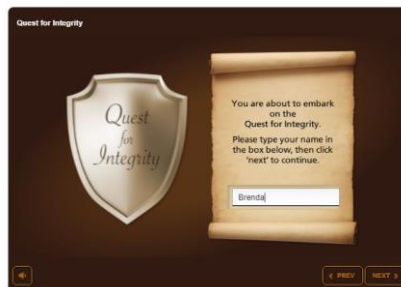 Quest for Integrity
Quest
for
Integrity
You are about to embark
on the
Quest for Integrity.
Please type your name in
the box below, then click
'next' to continue.
Brenda
< PREV
NEXT >